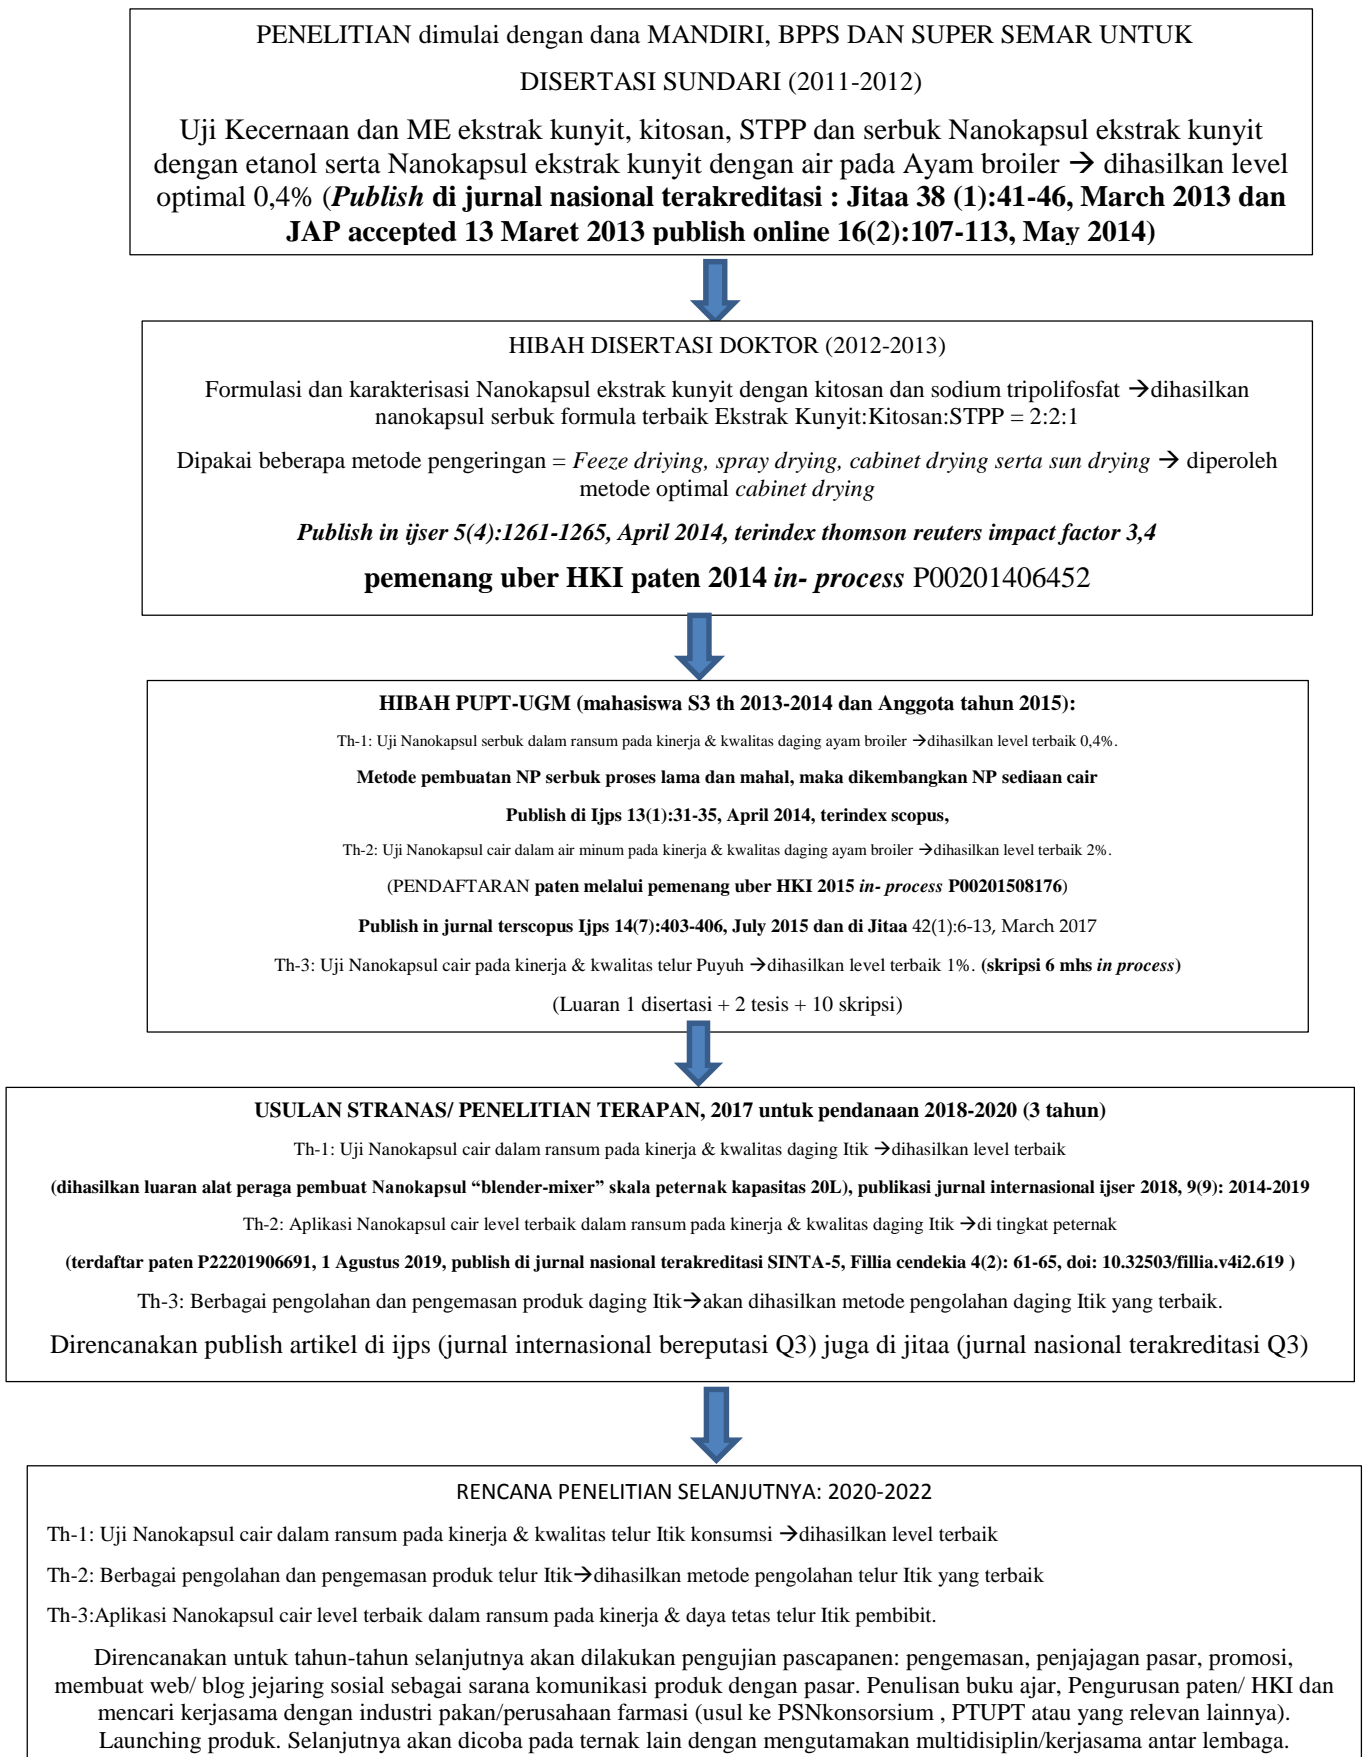 PENELITIAN dimulai dengan dana MANDIRI, BPPS DAN SUPER SEMAR UNTUK
DISERTASI SUNDARI (2011-2012)
Uji Kecernaan dan ME ekstrak kunyit, kitosan, STPP dan serbuk Nanokapsul ekstrak kunyit
dengan etanol serta Nanokapsul ekstrak kunyit dengan air pada Ayam broiler → dihasilkan level
optimal 0,4% (Publish di jurnal nasional terakreditasi : Jitaa 38 (1):41-46, March 2013 dan
JAP accepted 13 Maret 2013 publish online 16(2):107-113, May 2014)
HIBAH DISERTASI DOKTOR (2012-2013)
Formulasi dan karakterisasi Nanokapsul ekstrak kunyit dengan kitosan dan sodium tripolifosfat →dihasilkan
nanokapsul serbuk formula terbaik Ekstrak Kunyit:Kitosan:STPP = 2:2:1
Dipakai beberapa metode pengeringan = Feeze driying, spray drying, cabinet drying serta sun drying → diperoleh
metode optimal cabinet drying
Publish in ijser 5(4):1261-1265, April 2014, terindex thomson reuters impact factor 3,4
pemenang uber HKI paten 2014 in- process P00201406452
HIBAH PUPT-UGM (mahasiswa S3 th 2013-2014 dan Anggota tahun 2015):
Th-1: Uji Nanokapsul serbuk dalam ransum pada kinerja & kwalitas daging ayam broiler →dihasilkan level terbaik 0,4%.
Metode pembuatan NP serbuk proses lama dan mahal, maka dikembangkan NP sediaan cair
Publish di Ijps 13(1):31-35, April 2014, terindex scopus,
Th-2: Uji Nanokapsul cair dalam air minum pada kinerja & kwalitas daging ayam broiler →dihasilkan level terbaik 2%.
(PENDAFTARAN paten melalui pemenang uber HKI 2015 in- process P00201508176)
Publish in jurnal terscopus Ijps 14(7):403-406, July 2015 dan di Jitaa 42(1):6-13, March 2017
Th-3: Uji Nanokapsul cair pada kinerja & kwalitas telur Puyuh →dihasilkan level terbaik 1%. (skripsi 6 mhs in process)
(Luaran 1 disertasi + 2 tesis + 10 skripsi)
USULAN STRANAS/ PENELITIAN TERAPAN, 2017 untuk pendanaan 2018-2020 (3 tahun)
Th-1: Uji Nanokapsul cair dalam ransum pada kinerja & kwalitas daging Itik →dihasilkan level terbaik
(dihasilkan luaran alat peraga pembuat Nanokapsul “blender-mixer” skala peternak kapasitas 20L), publikasi jurnal internasional ijser 2018, 9(9): 2014-2019
Th-2: Aplikasi Nanokapsul cair level terbaik dalam ransum pada kinerja & kwalitas daging Itik →di tingkat peternak
(terdaftar paten P22201906691, 1 Agustus 2019, publish di jurnal nasional terakreditasi SINTA-5, Fillia cendekia 4(2): 61-65, doi: 10.32503/fillia.v4i2.619 )
Th-3: Berbagai pengolahan dan pengemasan produk daging Itik→akan dihasilkan metode pengolahan daging Itik yang terbaik.
Direncanakan publish artikel di ijps (jurnal internasional bereputasi Q3) juga di jitaa (jurnal nasional terakreditasi Q3)
RENCANA PENELITIAN SELANJUTNYA: 2020-2022
Th-1: Uji Nanokapsul cair dalam ransum pada kinerja & kwalitas telur Itik konsumsi →dihasilkan level terbaik
Th-2: Berbagai pengolahan dan pengemasan produk telur Itik→dihasilkan metode pengolahan telur Itik yang terbaik
Th-3:Aplikasi Nanokapsul cair level terbaik dalam ransum pada kinerja & daya tetas telur Itik pembibit.
Direncanakan untuk tahun-tahun selanjutnya akan dilakukan pengujian pascapanen: pengemasan, penjajagan pasar, promosi,
membuat web/ blog jejaring sosial sebagai sarana komunikasi produk dengan pasar. Penulisan buku ajar, Pengurusan paten/ HKI dan
mencari kerjasama dengan industri pakan/perusahaan farmasi (usul ke PSNkonsorsium , PTUPT atau yang relevan lainnya).
Launching produk. Selanjutnya akan dicoba pada ternak lain dengan mengutamakan multidisiplin/kerjasama antar lembaga.